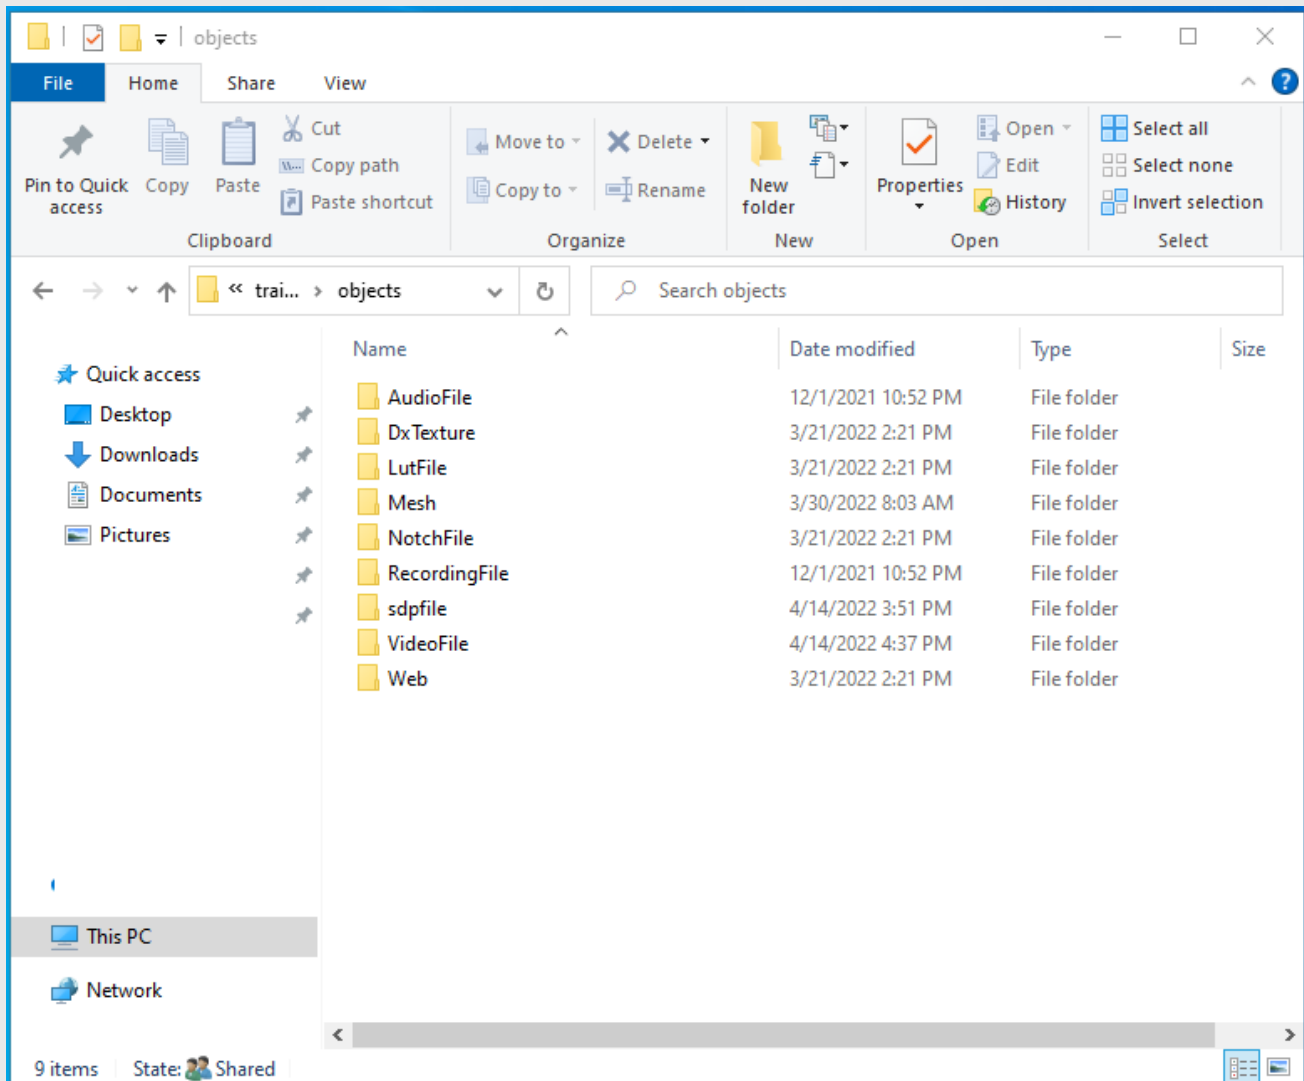 objects
File Home Share View
Pin to Quick access
Copy
Paste
Cut
Copy path
Paste shortcut
Clipboard
Move to
Copy to
Delete
Rename
Organize
New folder
New
Properties
Open
Edit
History
Open
Select all
Select none
Invert selection
Select
« trai... › objects
Search objects
Name Date modified Type Size
Quick access
Desktop
Downloads
Documents
Pictures
This PC
Network
AudioFile 12/1/2021 10:52 PM File folder
DxTexture 3/21/2022 2:21 PM File folder
LutFile 3/21/2022 2:21 PM File folder
Mesh 3/30/2022 8:03 AM File folder
NotchFile 3/21/2022 2:21 PM File folder
RecordingFile 12/1/2021 10:52 PM File folder
sdpfile 4/14/2022 3:51 PM File folder
VideoFile 4/14/2022 4:37 PM File folder
Web 3/21/2022 2:21 PM File folder
9 items State: Shared